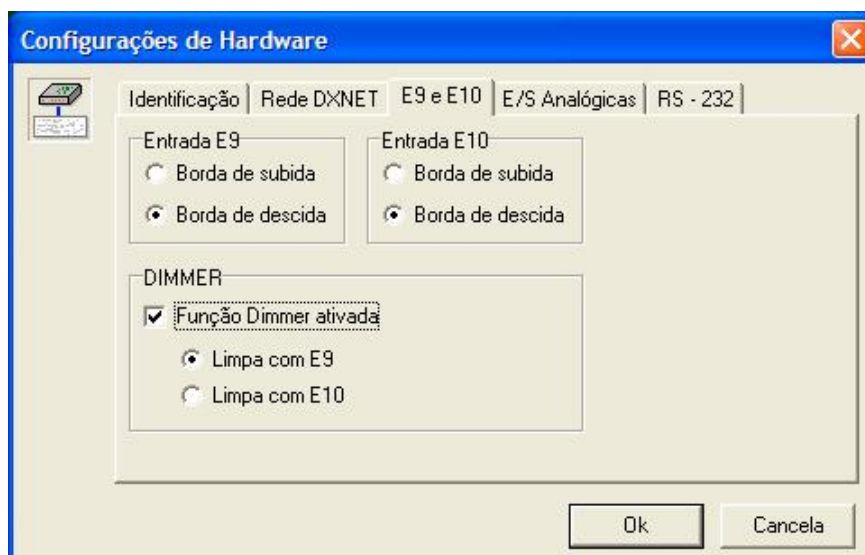 Configurações de Hardware
Identificação Rede DXNET E9 e E10 E/S Analógicas RS - 232
Entrada E9 Entrada E10
Borda de subida Borda de subida
Borda de descida Borda de descida
DIMMER
Função Dimmer ativada
Limpa com E9
Limpa com E10
Ok Cancela